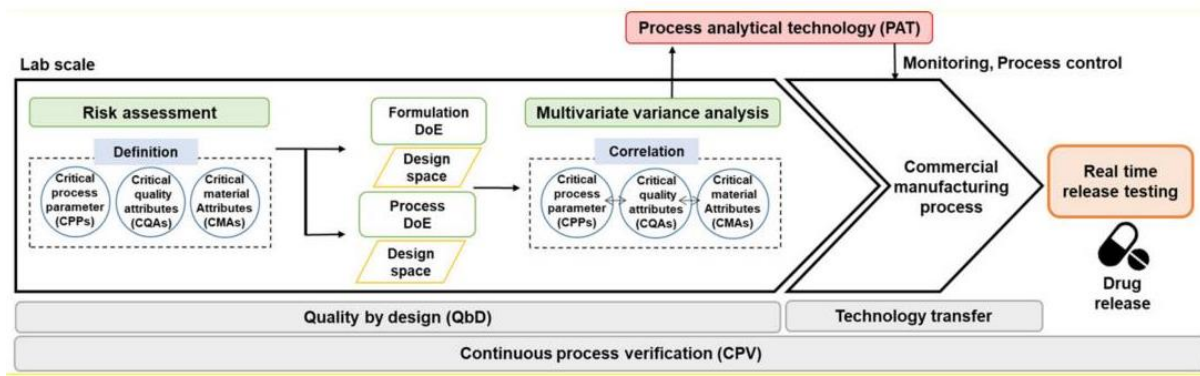 Process analytical technology (PAT)
Lab scale
Monitoring, Process control
Risk assessment
Definition
Critical
process
parameter
(CPPs)
Critical
quality
attributes
(CQAs)
Critical
material
Attributes
(CMAs)
Formulation
DoE
Design
space
Process
DoE
Design
space
Multivariate variance analysis
Correlation
Critical
process
parameter
(CPPs)
Critical
quality
attributes
(CQAs)
Critical
material
Attributes
(CMAs)
Commercial
manufacturing
process
Real time
release testing
Drug
release
Quality by design (QbD)
Technology transfer
Continuous process verification (CPV)